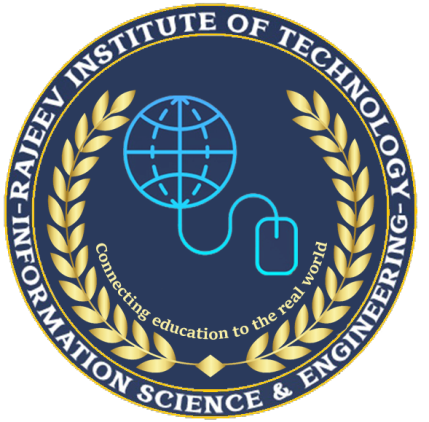 -RAJEEV INSTITUTE OF TECHNOLOGY-
INFORMATION SCIENCE & ENGINEERING
Connecting education to the real world